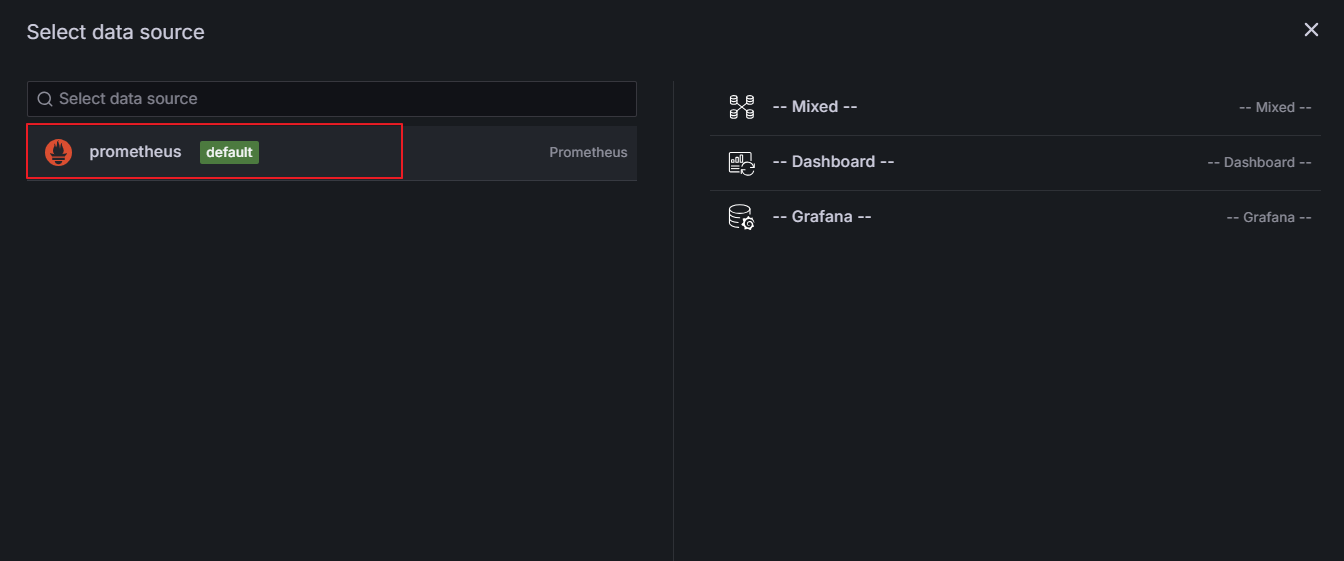 Select data source
Select data source
prometheus default Prometheus
-- Mixed -- -- Mixed --
-- Dashboard -- -- Dashboard --
-- Grafana -- -- Grafana --